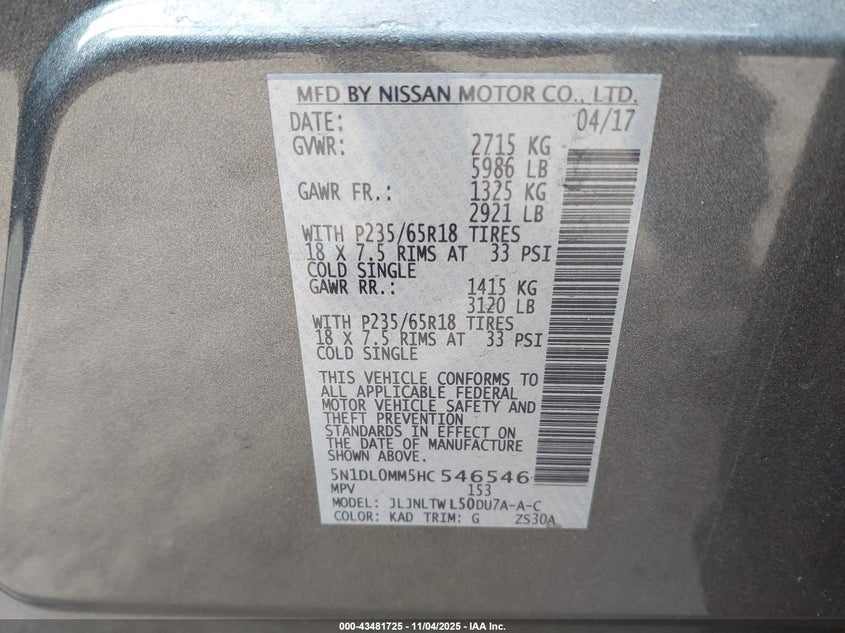 MFD BY NISSAN MOTOR CO., LTD.
DATE: 04/17
GVWR: 2715 KG
5986 LB
GAWR FR.: 1325 KG
2921 LB
WITH P235/65R18 TIRES
18 X 7.5 RIMS AT 33 PSI
COLD SINGLE
GAWR RR.: 1415 KG
3120 LB
WITH P235/65R18 TIRES
18 X 7.5 RIMS AT 33 PSI
COLD SINGLE
THIS VEHICLE CONFORMS TO
ALL APPLICABLE FEDERAL
MOTOR VEHICLE SAFETY AND
THEFT PREVENTION
STANDARDS IN EFFECT ON
THE DATE OF MANUFACTURE
SHOWN ABOVE.
5N1DL0MM5HC 546546
MPV 153
MODEL: JLJNLTW L50DU7A-A-C
COLOR: KAD TRIM: G ZS30A
000-43481725 - 11/04/2025 - IAA Inc.